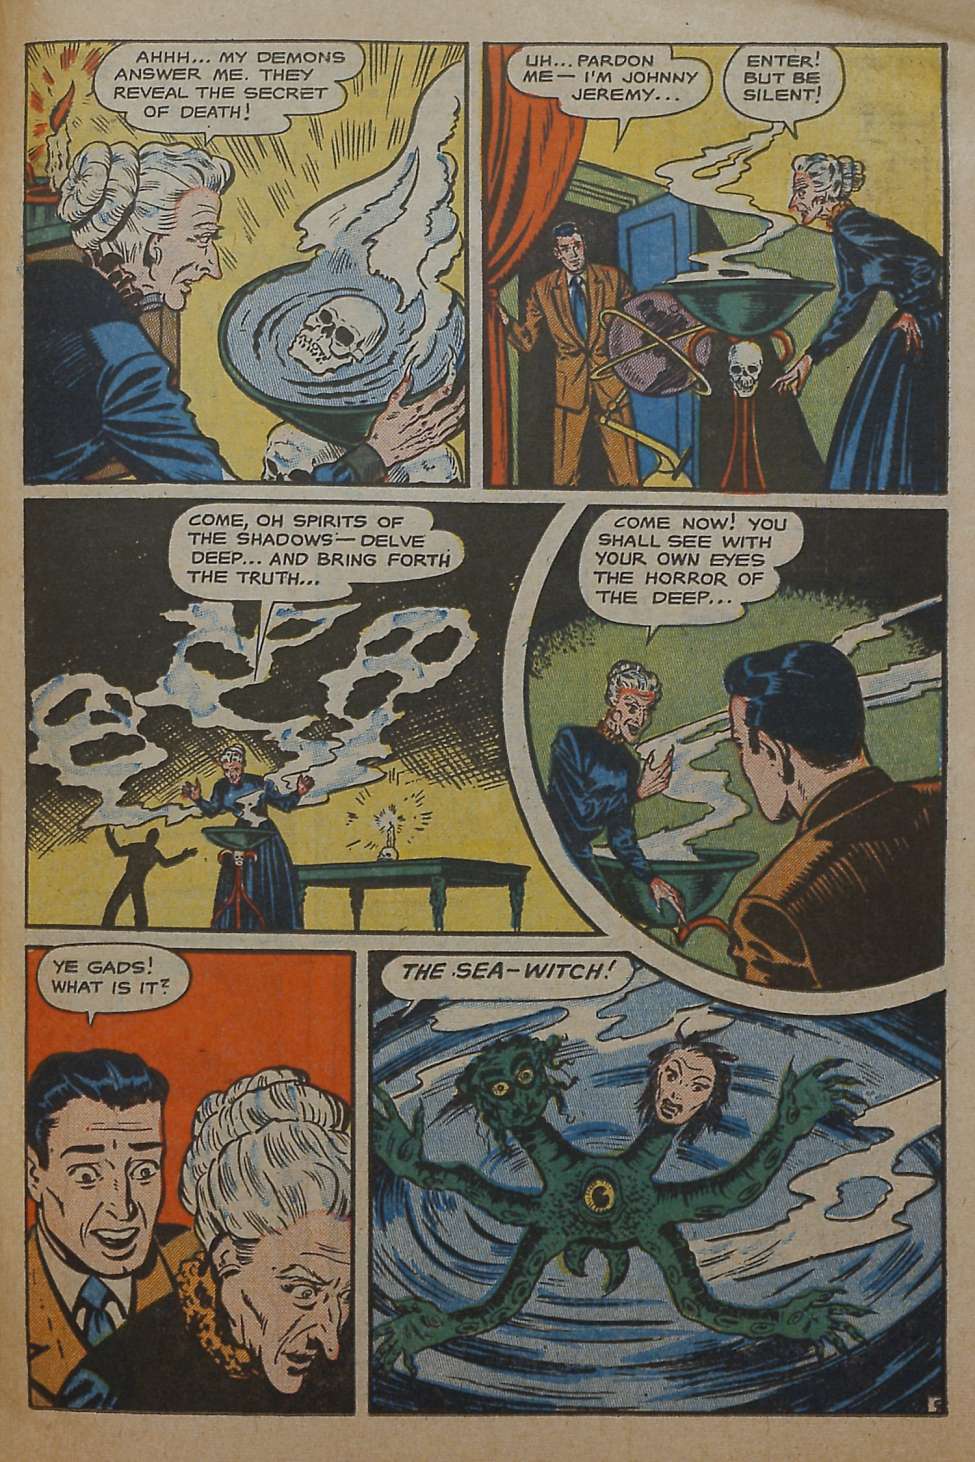 AHHH... MY DEMONS
ANSWER ME. THEY
REVEAL THE SECRET
OF DEATH!
UH... PARDON
ME— I'M JOHNNY
JEREMY...
ENTER!
BUT BE
SILENT!
COME, OH SPIRITS OF
THE SHADOWS — DELVE
DEEP... AND BRING FORTH
THE TRUTH...
COME NOW! YOU
SHALL SEE WITH
YOUR OWN EYES
THE HORROR OF
THE DEEP...
YE GADS!
WHAT IS IT?
THE SEA-WITCH!